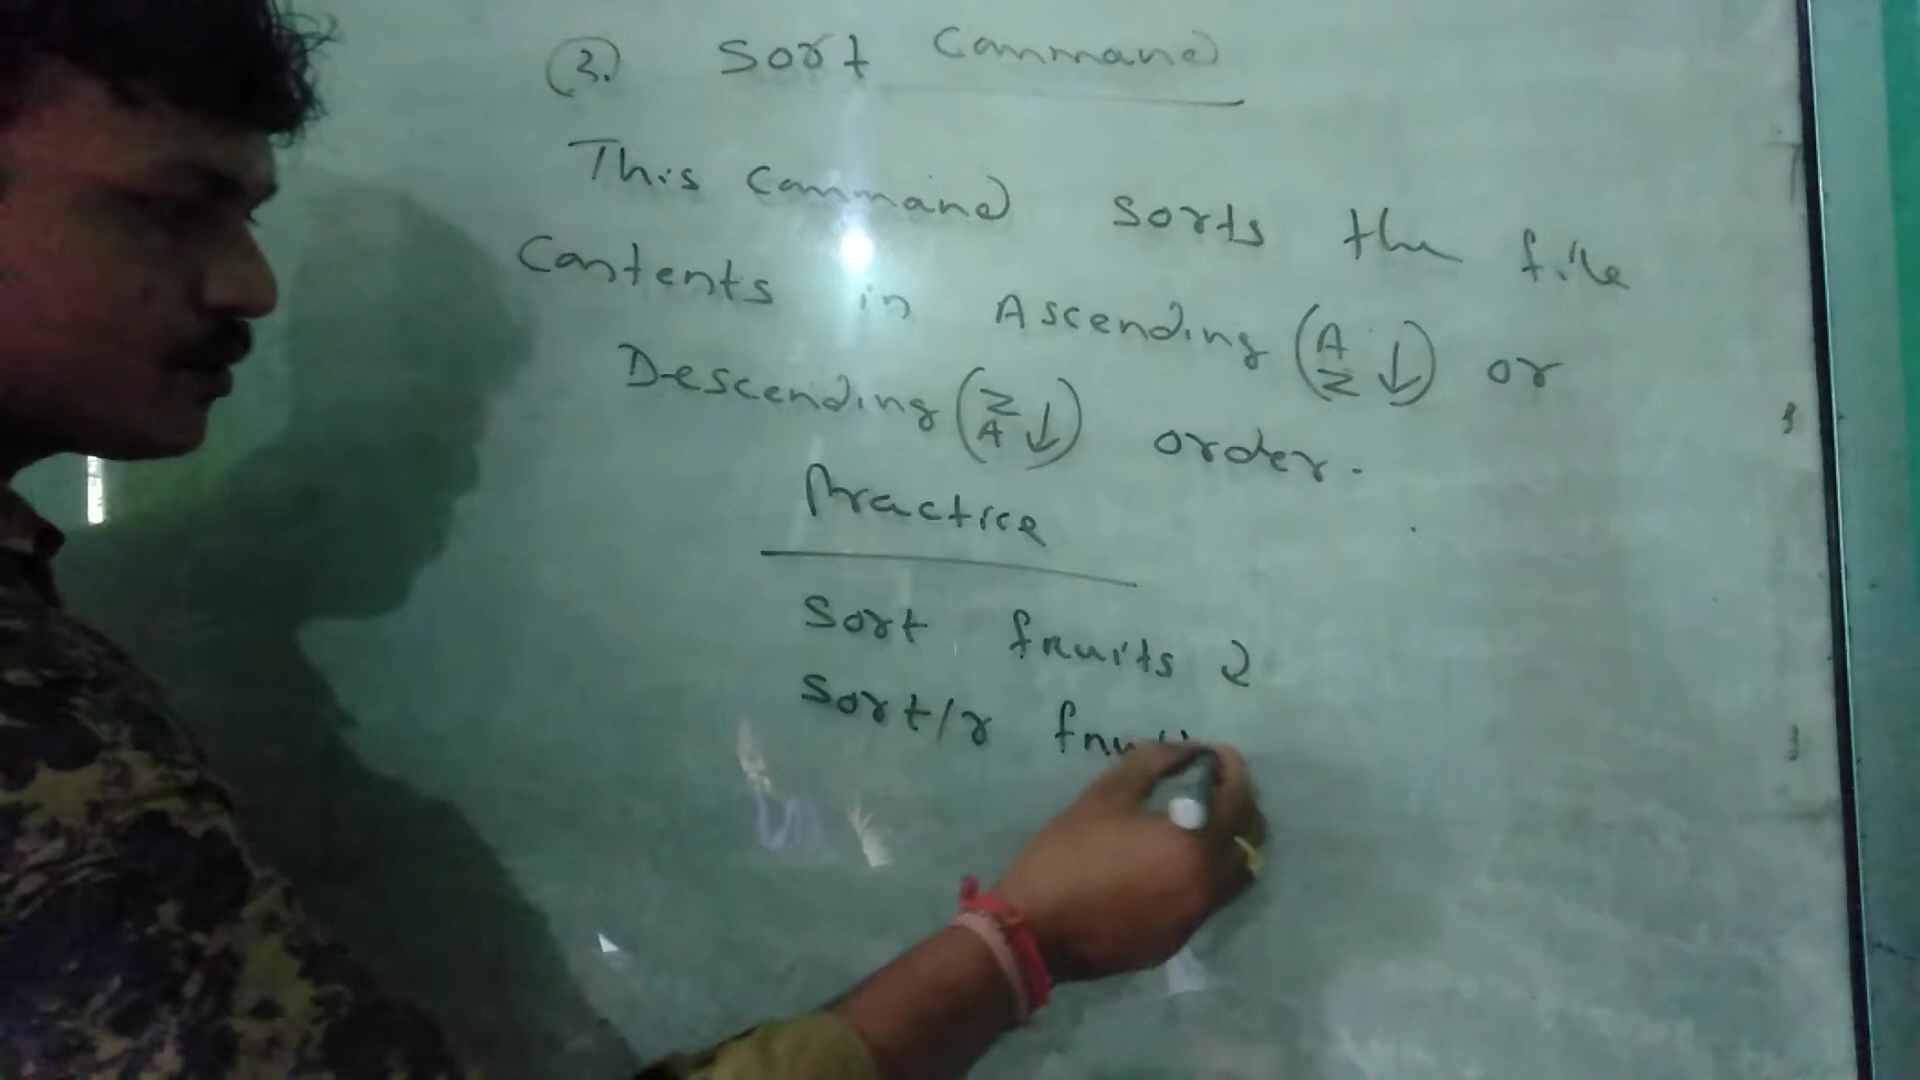 3. Sort Command
This Command sorts the file
Contents in Ascending (A Z ↓) or
Descending (Z A ↓) order.
Practice
Sort fruits 2
Sort/r